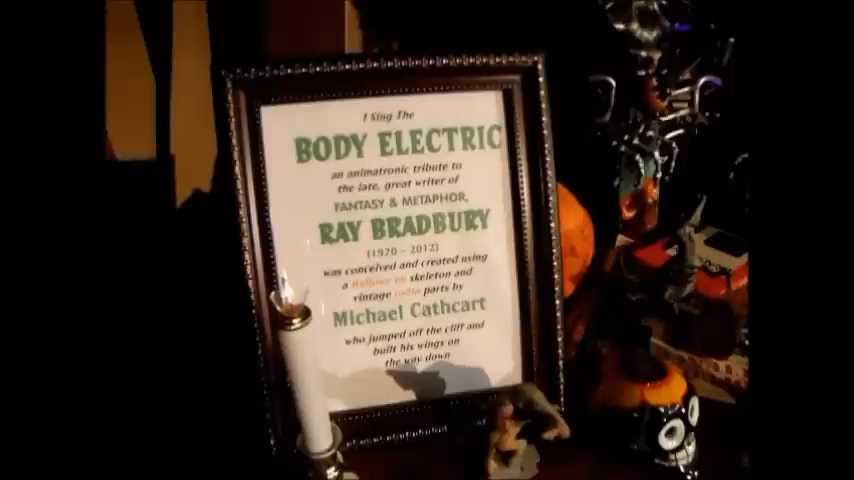 I Sing The
BODY ELECTRIC
an animatronic tribute to
the late, great writer of
FANTASY & METAPHOR,
RAY BRADBURY
(1920 - 2012)
was conceived and created using
a Halloween skeleton and
vintage radio parts by
Michael Cathcart
who jumped off the cliff and
built his wings on
the way down